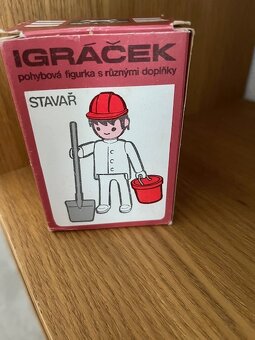 IGRÁČEK
pohybová figurka s různými doplňky
STAVAŘ